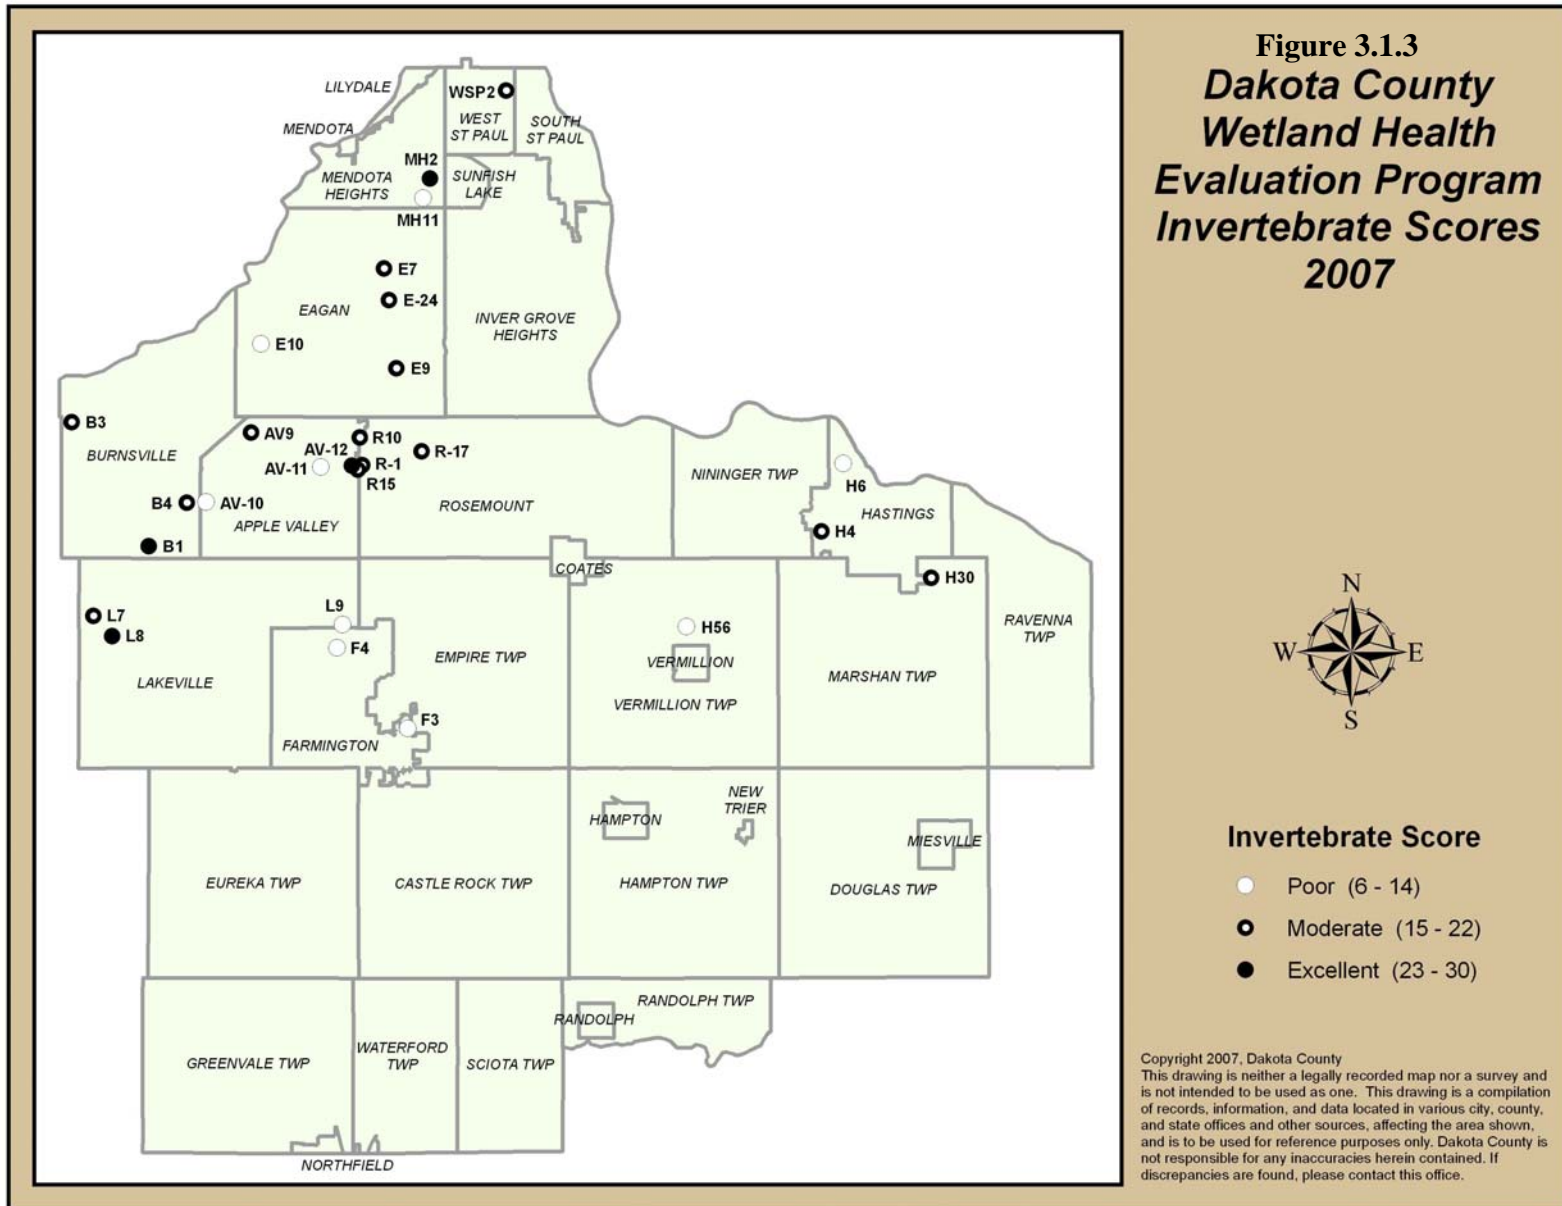 Figure 3.1.3
Dakota County
Wetland Health
Evaluation Program
Invertebrate Scores
2007
LILYDALE
WSP2
MENDOTA
WEST
ST PAUL
SOUTH
ST PAUL
MH2
MENDOTA
HEIGHTS
SUNFISH
LAKE
MH11
E7
E-24
EAGAN
INVER GROVE
HEIGHTS
E10
E9
B3
AV9
R10
AV-12
R-17
BURNSVILLE
AV-11
R-1
R15
NININGER TWP
H6
B4
AV-10
ROSEMOUNT
HASTINGS
APPLE VALLEY
H4
B1
COATES
H30
L7
L9
L8
H56
RAVENNA
TWP
F4
EMPIRE TWP
VERMILLION
LAKEVILLE
MARSHAN TWP
VERMILLION TWP
F3
FARMINGTON
NEW
TRIER
HAMPTON
MIESVILLE
EUREKA TWP
CASTLE ROCK TWP
HAMPTON TWP
DOUGLAS TWP
RANDOLPH TWP
RANDOLPH
GREENVALE TWP
WATERFORD
TWP
SCIOTA TWP
NORTHFIELD
N
W
E
S
Invertebrate Score
Poor (6 - 14)
Moderate (15 - 22)
Excellent (23 - 30)
Copyright 2007, Dakota County
This drawing is neither a legally recorded map nor a survey and
is not intended to be used as one. This drawing is a compilation
of records, information, and data located in various city, county,
and state offices and other sources, affecting the area shown,
and is to be used for reference purposes only. Dakota County is
not responsible for any inaccuracies herein contained. If
discrepancies are found, please contact this office.